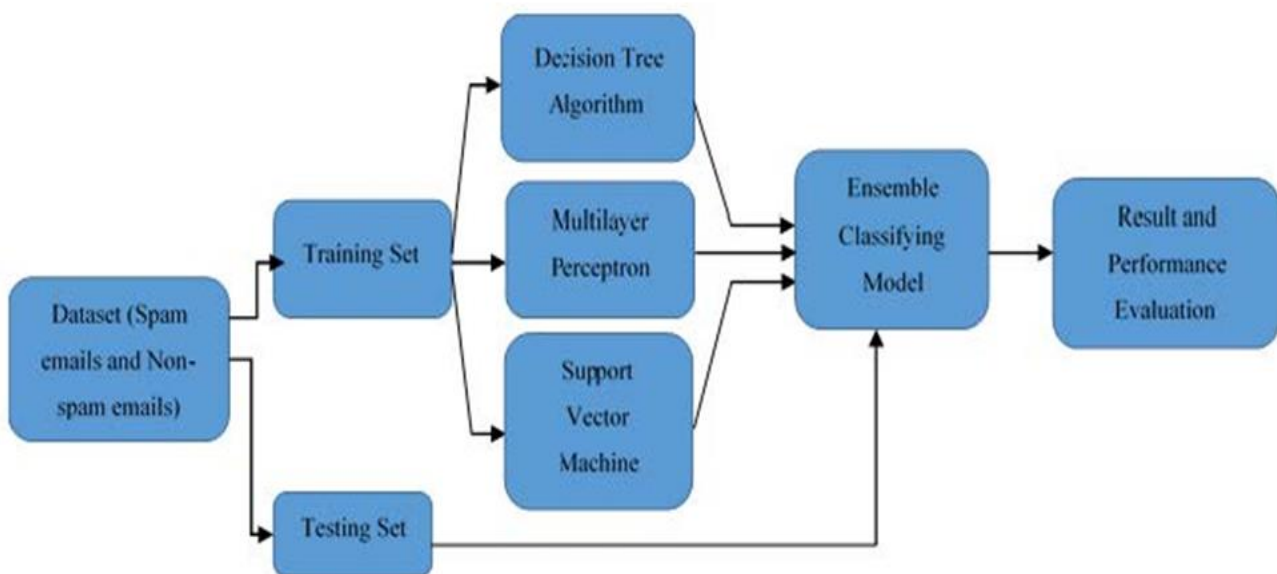 Dataset (Spam
emails and Non-
spam emails)
Training Set
Testing Set
Decision Tree
Algorithm
Multilayer
Perceptron
Support
Vector
Machine
Ensemble
Classifying
Model
Result and
Performance
Evaluation